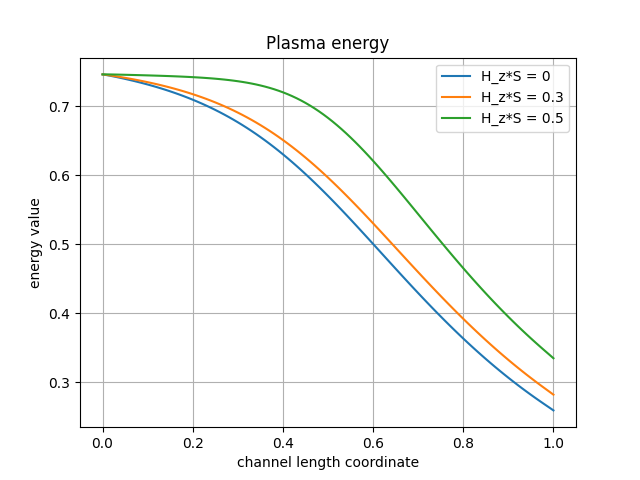 Plasma energy
H_z*S = 0
H_z*S = 0.3
H_z*S = 0.5
energy value
0.7
0.6
0.5
0.4
0.3
0.0 0.2 0.4 0.6 0.8 1.0
channel length coordinate